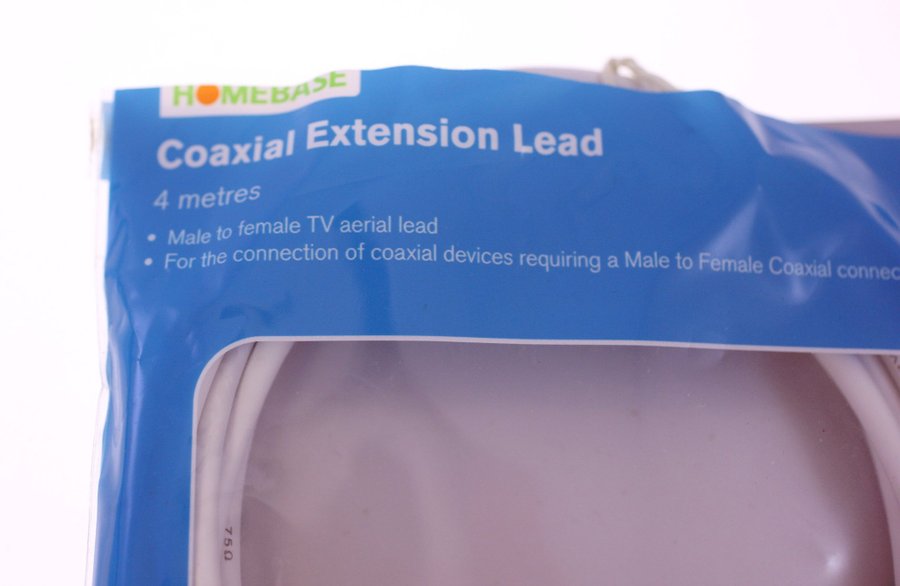 HOMEBASE
Coaxial Extension Lead
4 metres
• Male to female TV aerial lead
• For the connection of coaxial devices requiring a Male to Female Coaxial connec
75Ω